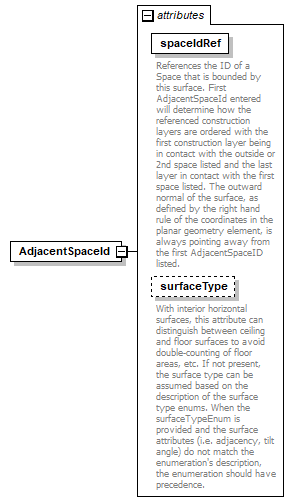 attributes
spaceIdRef
References the ID of a
Space that is bounded by
this surface. First
AdjacentSpaceId entered
will determine how the
referenced construction
layers are ordered with the
first construction layer being
in contact with the outside or
2nd space listed and the last
layer in contact with the first
space listed. The outward
normal of the surface, as
defined by the right hand
rule of the coordinates in the
planar geometry element, is
always pointing away from
the first AdjacentSpaceID
listed.
AdjacentSpaceId
surfaceType
With interior horizontal
surfaces, this attribute can
distinguish between ceiling
and floor surfaces to avoid
double-counting of floor
areas, etc. If not present,
the surface type can be
assumed based on the
description of the surface
type enums. When the
surfaceTypeEnum is
provided and the surface
attributes (i.e. adjacency, tilt
angle) do not match the
enumeration's description,
the enumeration should have
precedence.